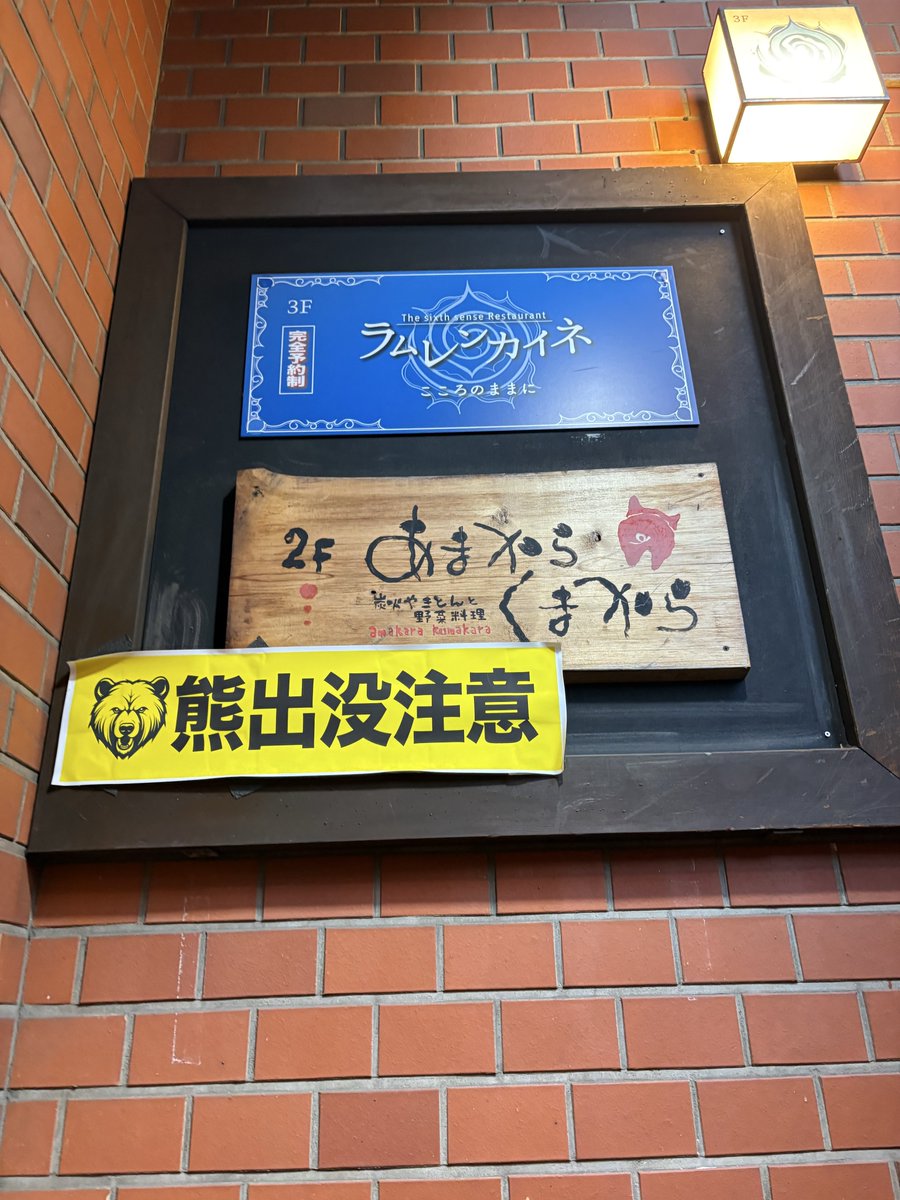 3F
3F
完全予約制
The sixth sense Restaurant
ラムレンカイネ
こころのままに
2F
あまから
くまから
炭火やきとんと
野菜料理
amakara kumakara
熊出没注意